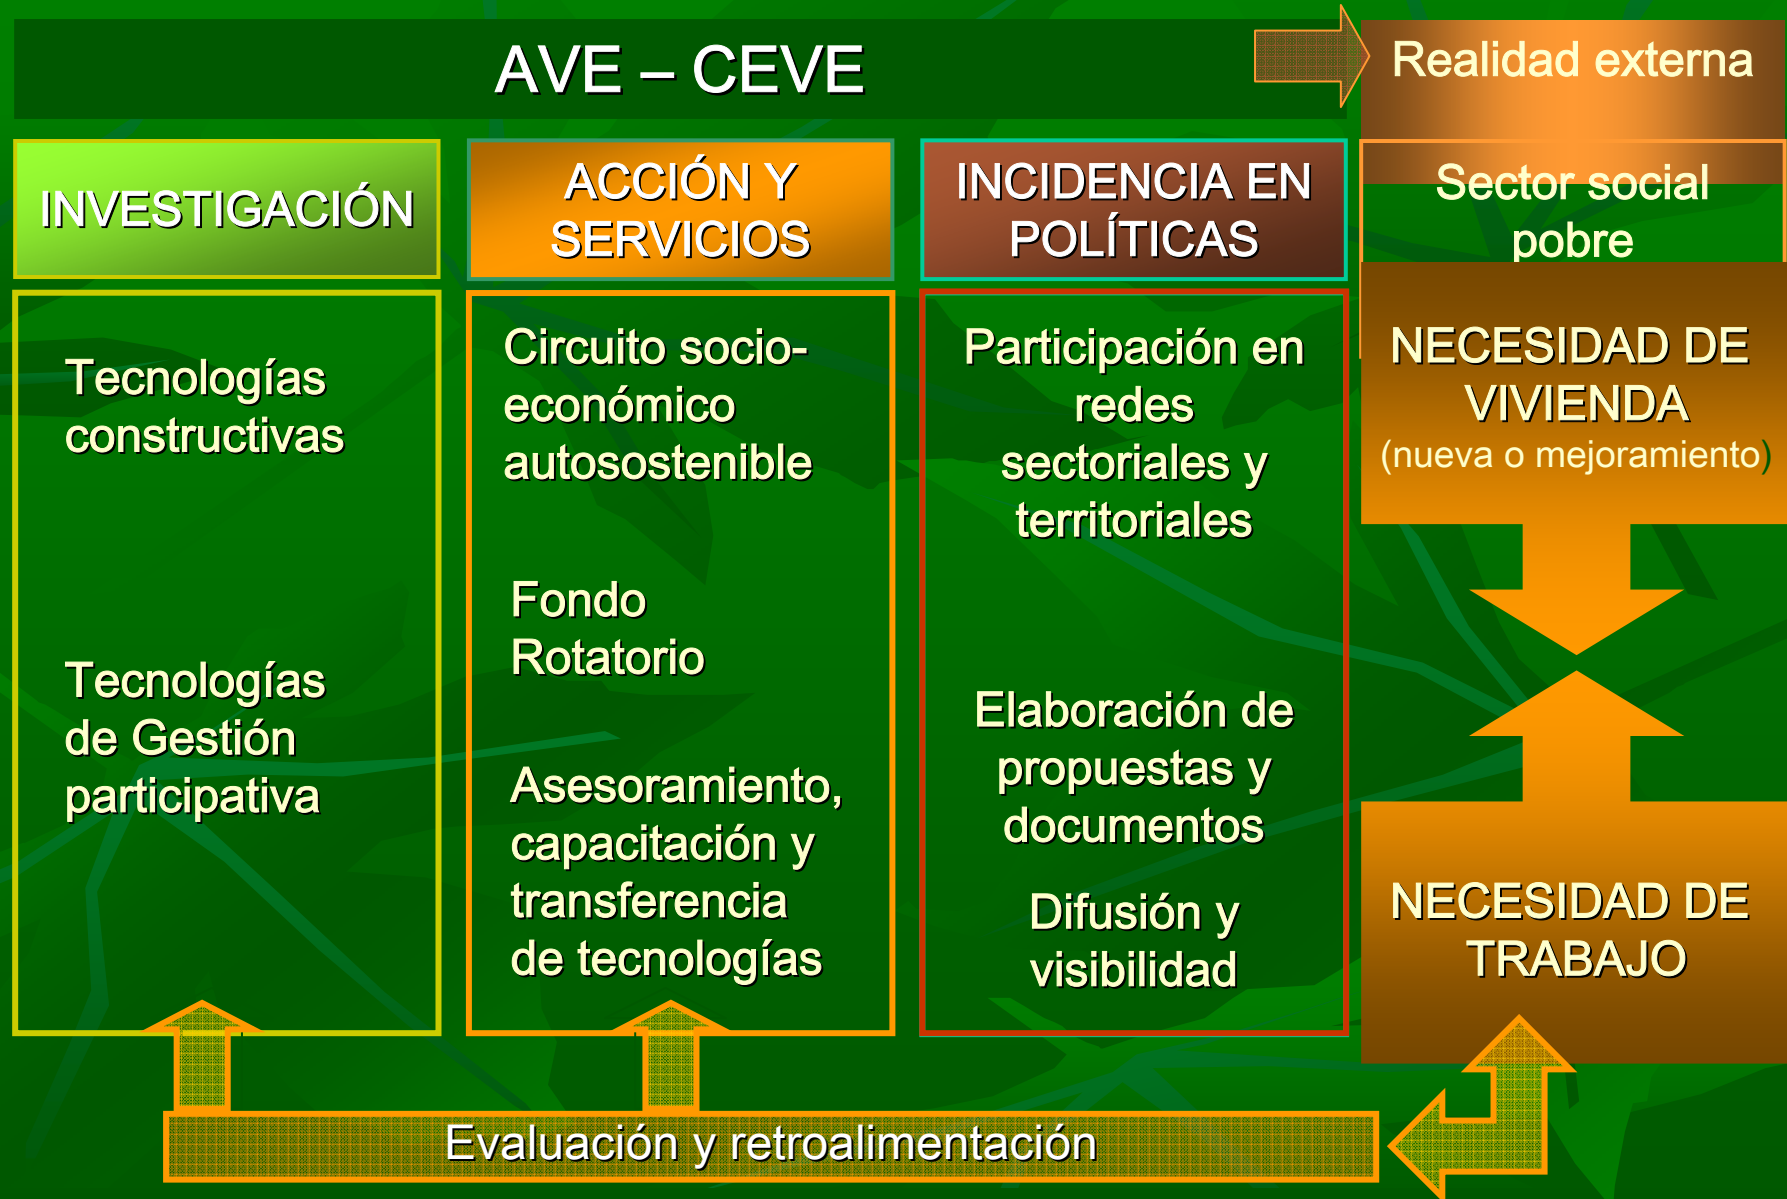 AVE – CEVE
Realidad externa
INVESTIGACIÓN
Tecnologías
constructivas
Tecnologías
de Gestión
participativa
ACCIÓN Y
SERVICIOS
Circuito socio-
económico
autosostenible
Fondo
Rotatorio
Asesoramiento,
capacitación y
transferencia
de tecnologías
INCIDENCIA EN
POLÍTICAS
Participación en
redes
sectoriales y
territoriales
Elaboración de
propuestas y
documentos
Difusión y
visibilidad
Sector social
pobre
NECESIDAD DE
VIVIENDA
(nueva o mejoramiento)
NECESIDAD DE
TRABAJO
Evaluación y retroalimentación